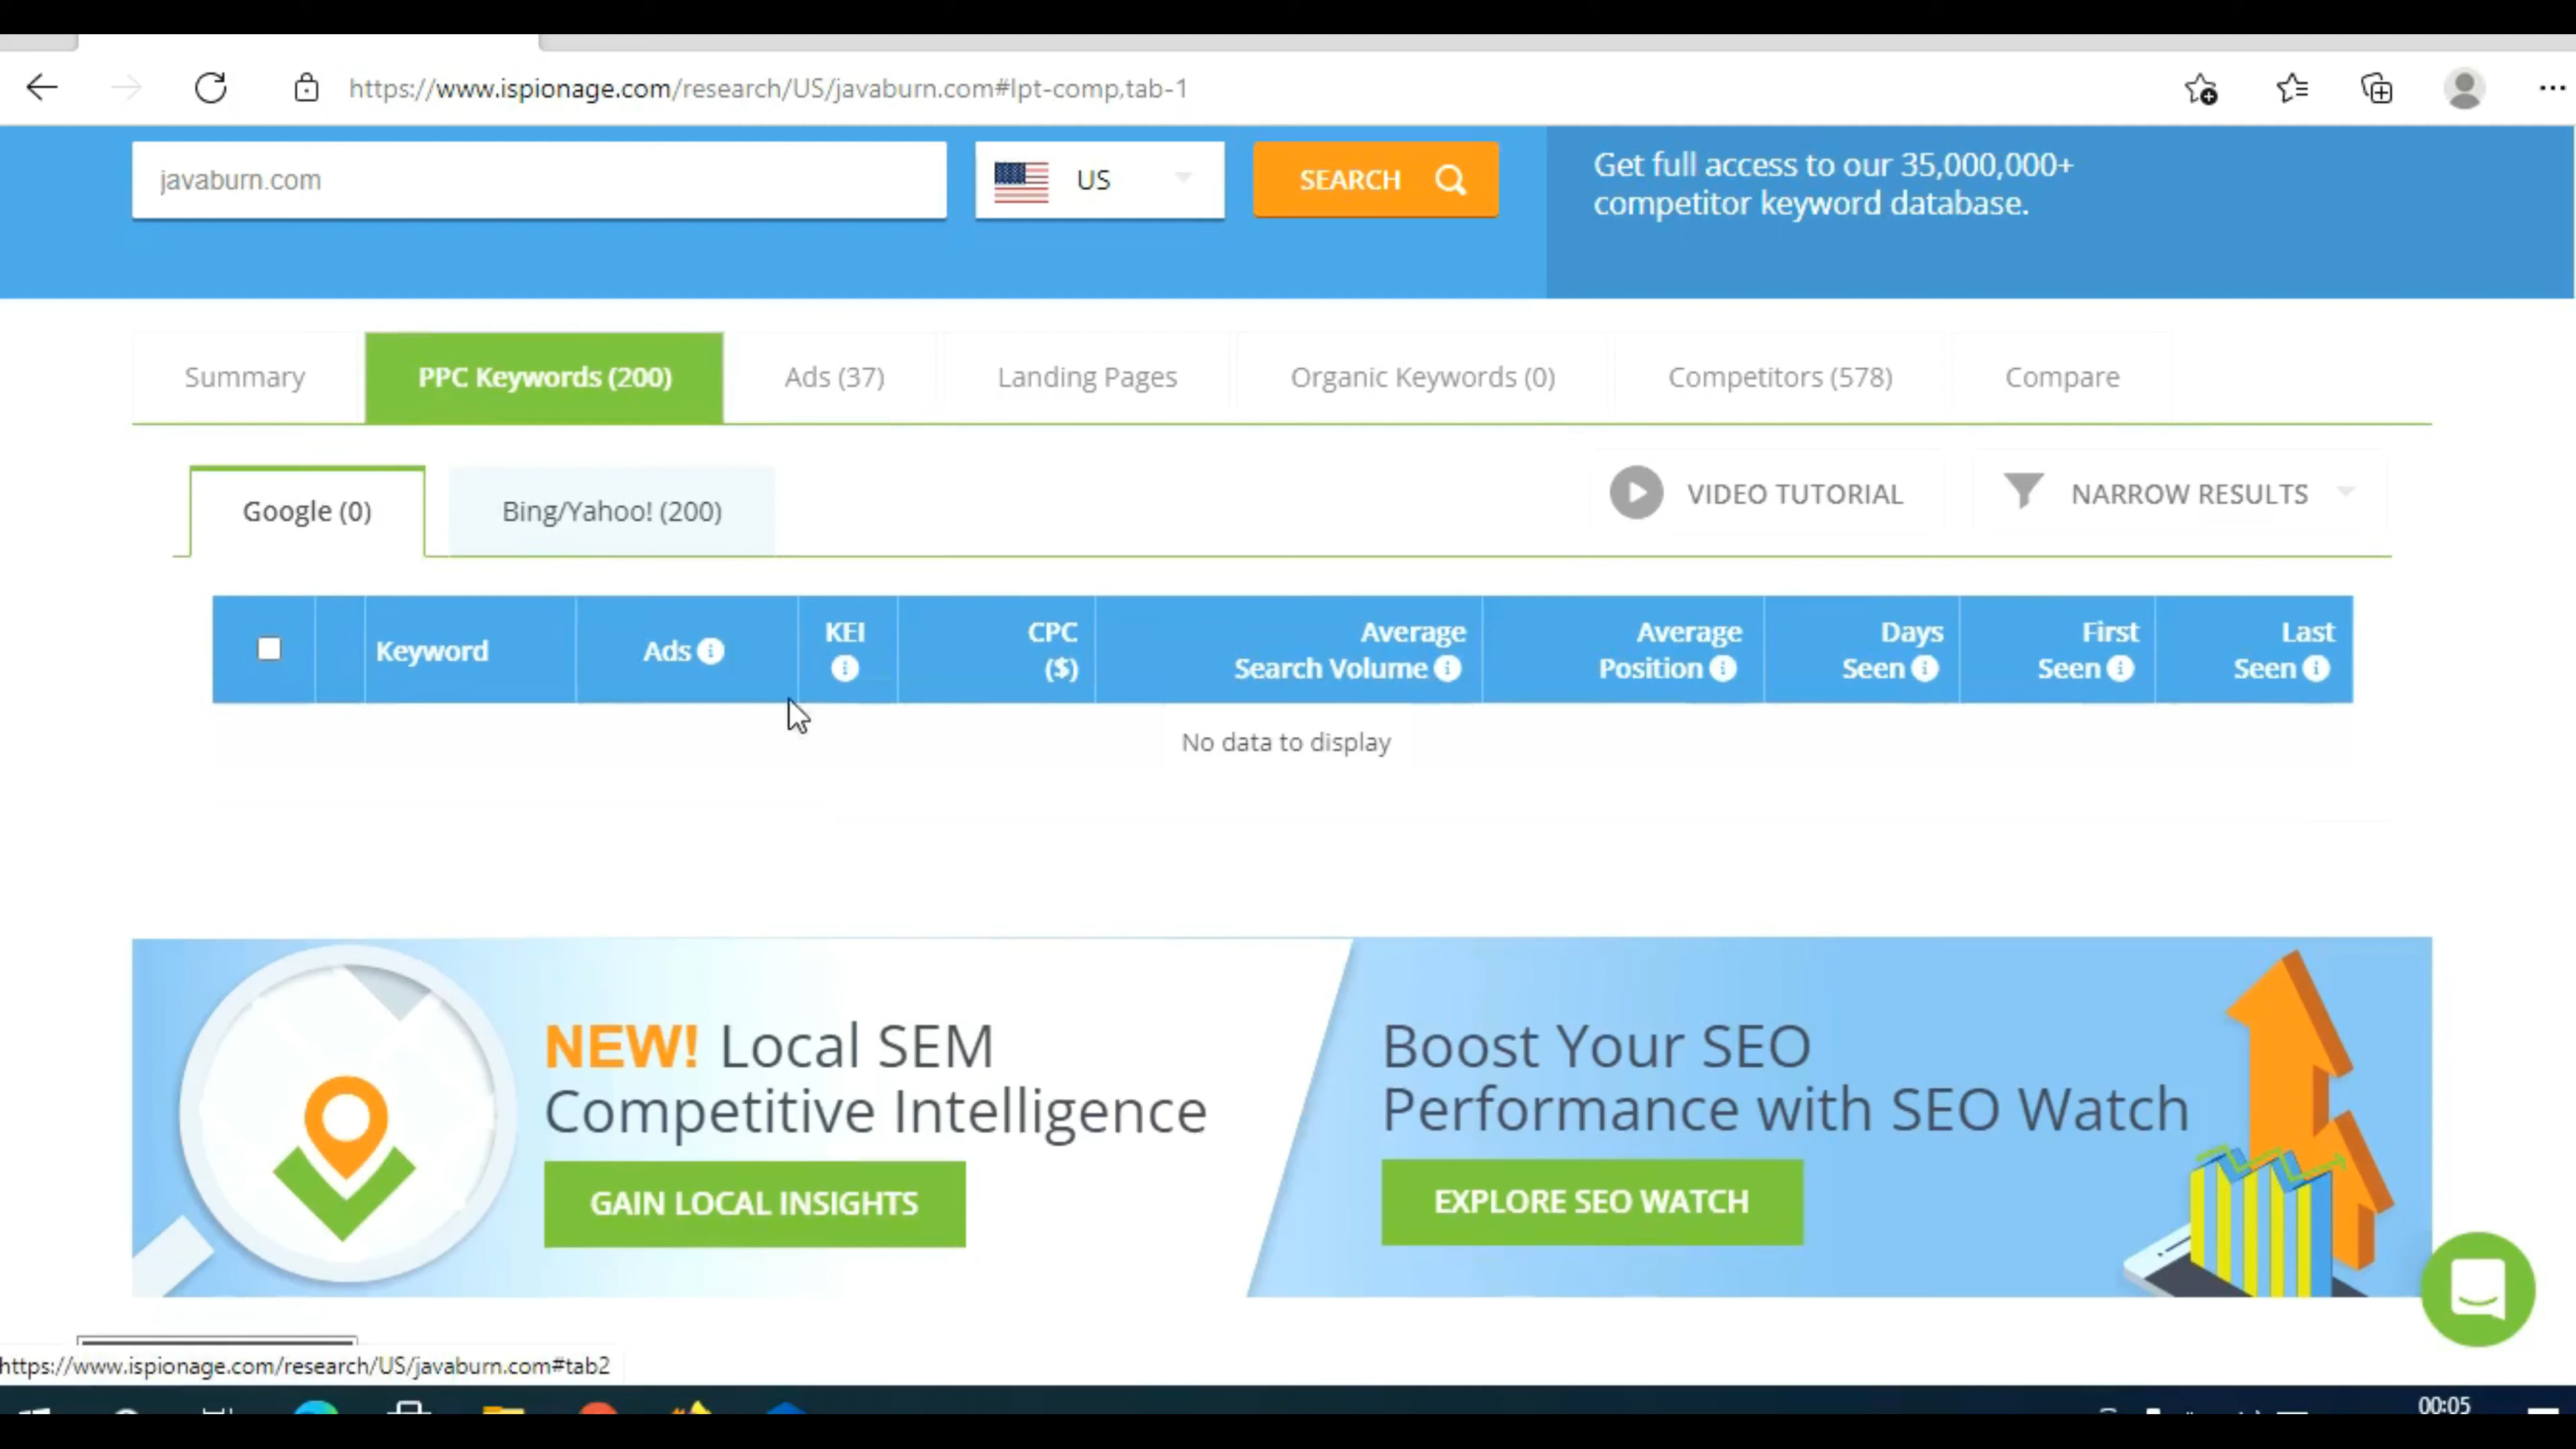 https://www.ispionage.com/research/US/javaburn.com#lpt-comp,tab-1
javaburn.com
US
SEARCH
Get full access to our 35,000,000+
competitor keyword database.
Summary
PPC Keywords (200)
Ads (37)
Landing Pages
Organic Keywords (0)
Competitors (578)
Compare
Google (0)
Bing/Yahoo! (200)
VIDEO TUTORIAL
NARROW RESULTS
Keyword
Ads
KEI
CPC
($)
Average
Search Volume
Average
Position
Days
Seen
First
Seen
Last
Seen
No data to display
NEW! Local SEM
Competitive Intelligence
GAIN LOCAL INSIGHTS
Boost Your SEO
Performance with SEO Watch
EXPLORE SEO WATCH
https://www.ispionage.com/research/US/javaburn.com#tab2
00:05